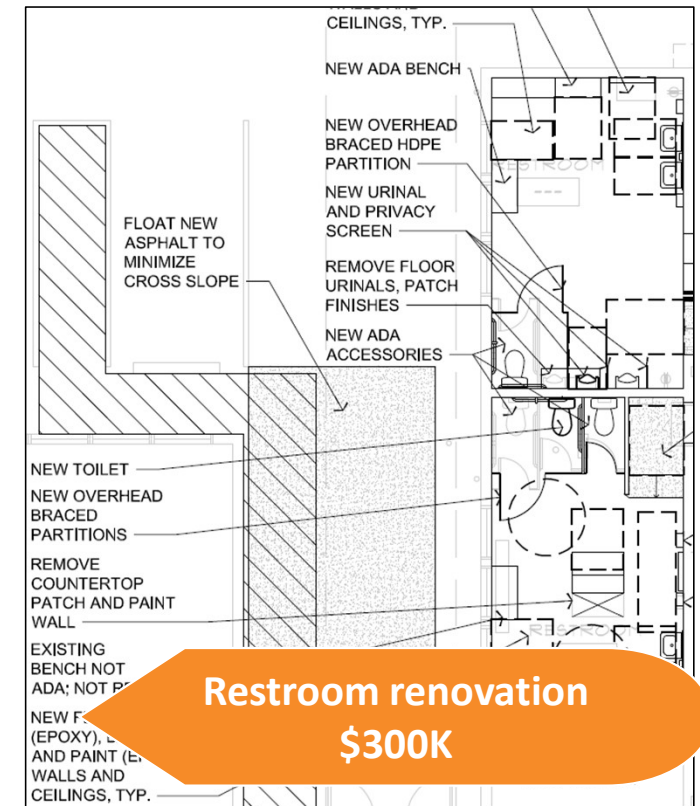 CEILINGS, TYP.
NEW ADA BENCH
NEW OVERHEAD
BRACED HDPE
PARTITION
NEW URINAL
AND PRIVACY
SCREEN
REMOVE FLOOR
URINALS, PATCH
FINISHES
NEW ADA
ACCESSORIES
RESTROOM
FLOAT NEW
ASPHALT TO
MINIMIZE
CROSS SLOPE
NEW TOILET
NEW OVERHEAD
BRACED
PARTITIONS
REMOVE
COUNTERTOP
PATCH AND PAINT
WALL
EXISTING
BENCH NOT
ADA; NOT
NEW
(EPOXY),
AND PAINT
WALLS AND
CEILINGS, TYP.
RESTROOM
Restroom renovation
$300K